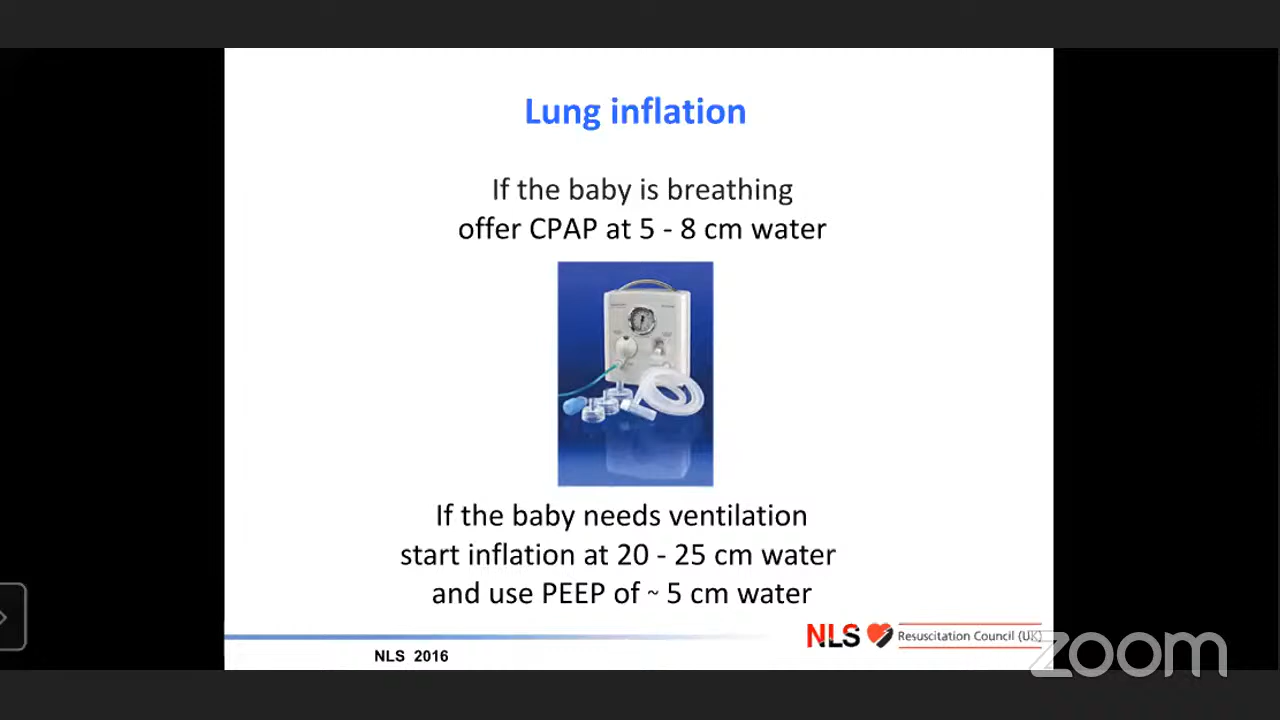 Lung inflation
If the baby is breathing
offer CPAP at 5 - 8 cm water
If the baby needs ventilation
start inflation at 20 - 25 cm water
and use PEEP of ~ 5 cm water
NLS Resuscitation Council (UK)
NLS 2016
zoom